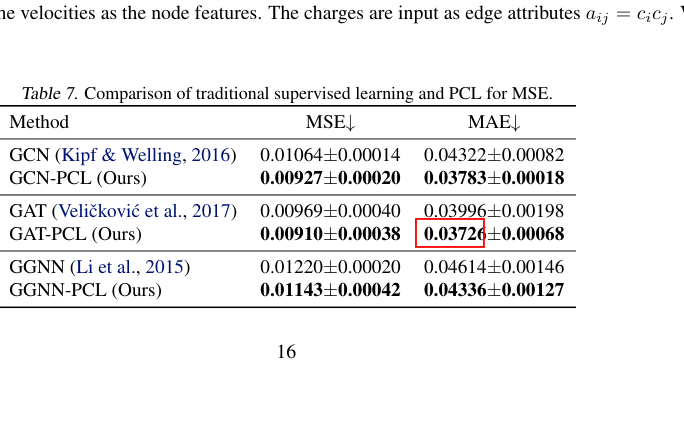 he velocities as the node features. The charges are input as edge attributes a_{ij} = c_i c_j.
Table 7. Comparison of traditional supervised learning and PCL for MSE.
Method MSE↓ MAE↓
GCN (Kipf & Welling, 2016) 0.01064±0.00014 0.04322±0.00082
GCN-PCL (Ours) 0.00927±0.00020 0.03783±0.00018
GAT (Veličković et al., 2017) 0.00969±0.00040 0.03996±0.00198
GAT-PCL (Ours) 0.00910±0.00038 0.03726±0.00068
GGNN (Li et al., 2015) 0.01220±0.00020 0.04614±0.00146
GGNN-PCL (Ours) 0.01143±0.00042 0.04336±0.00127
16